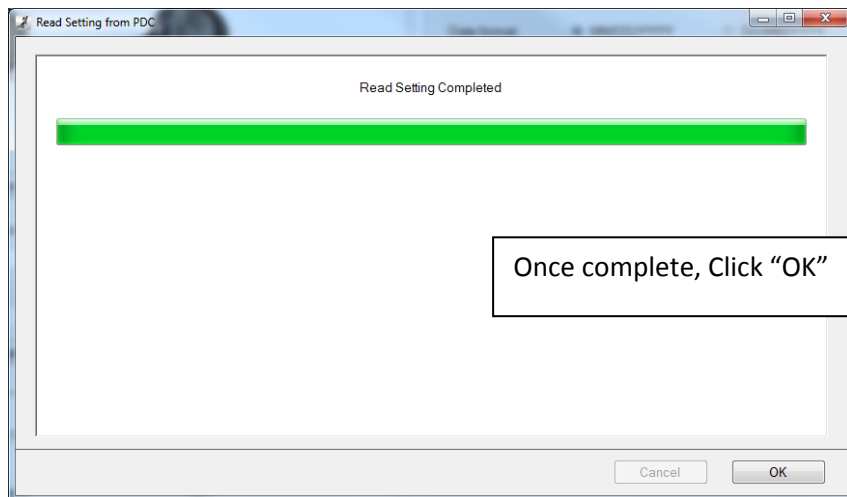 Read Setting from PDC
Read Setting Completed
Once complete, Click “OK”
Cancel
OK